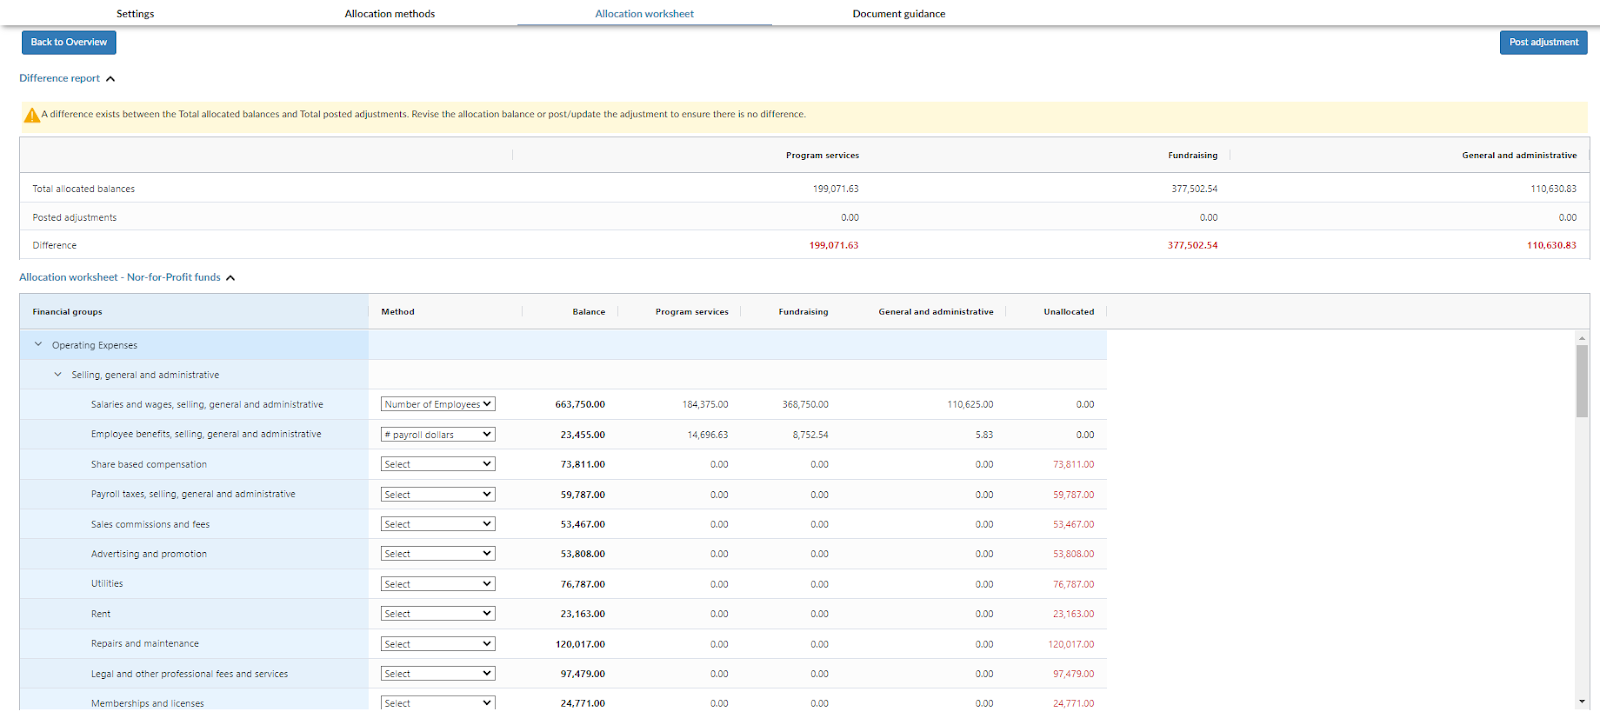 Settings Allocation methods Allocation worksheet Document guidance
Back to Overview Post adjustment
Difference report
A difference exists between the Total allocated balances and Total posted adjustments. Revise the allocation balance or post/update the adjustment to ensure there is no difference.
Program services Fundraising General and administrative
Total allocated balances 199,071.63 377,502.54 110,630.83
Posted adjustments 0.00 0.00 0.00
Difference 199,071.63 377,502.54 110,630.83
Allocation worksheet - Nor-for-Profit funds
Financial groups Method Balance Program services Fundraising General and administrative Unallocated
Operating Expenses
Selling, general and administrative
Salaries and wages, selling, general and administrative Number of Employees 663,750.00 184,375.00 368,750.00 110,625.00 0.00
Employee benefits, selling, general and administrative # payroll dollars 23,455.00 14,696.63 8,752.54 5.83 0.00
Share based compensation Select 73,811.00 0.00 0.00 0.00 73,811.00
Payroll taxes, selling, general and administrative Select 59,787.00 0.00 0.00 0.00 59,787.00
Sales commissions and fees Select 53,467.00 0.00 0.00 0.00 53,467.00
Advertising and promotion Select 53,808.00 0.00 0.00 0.00 53,808.00
Utilities Select 76,787.00 0.00 0.00 0.00 76,787.00
Rent Select 23,163.00 0.00 0.00 0.00 23,163.00
Repairs and maintenance Select 120,017.00 0.00 0.00 0.00 120,017.00
Legal and other professional fees and services Select 97,479.00 0.00 0.00 0.00 97,479.00
Memberships and licenses Select 24,771.00 0.00 0.00 0.00 24,771.00